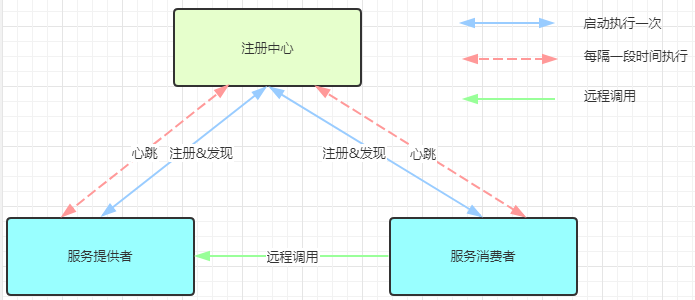 注册中心
启动执行一次
每隔一段时间执行
远程调用
心跳
注册&发现
注册&发现
心跳
服务提供者
远程调用
服务消费者